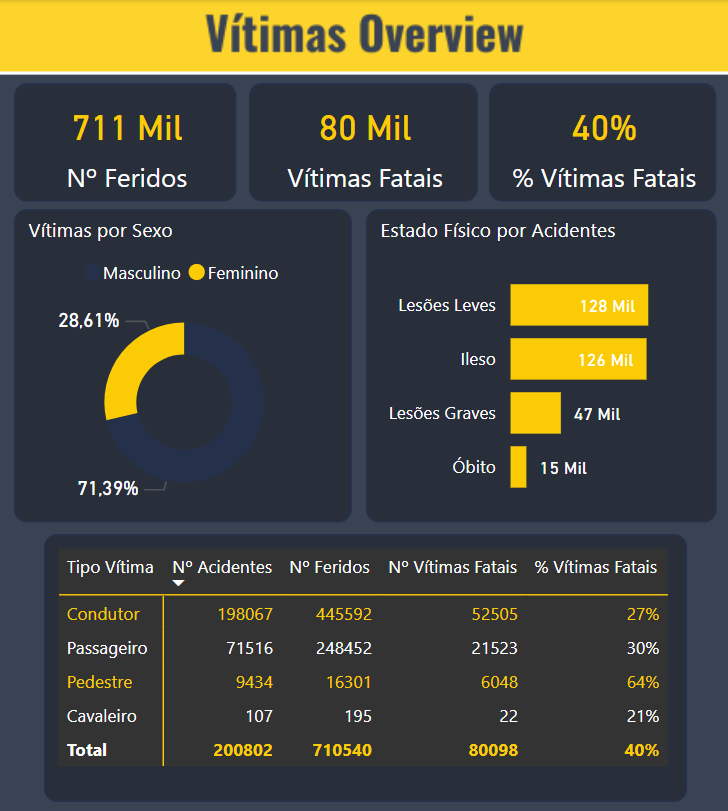 Vítimas Overview
711 Mil
Nº Feridos
80 Mil
Vítimas Fatais
40%
% Vítimas Fatais
Vítimas por Sexo
Masculino Feminino
28,61%
71,39%
Estado Físico por Acidentes
Lesões Leves 128 Mil
Ileso 126 Mil
Lesões Graves 47 Mil
Óbito 15 Mil
Tipo Vítima Nº Acidentes Nº Feridos Nº Vítimas Fatais % Vítimas Fatais
Condutor 198067 445592 52505 27%
Passageiro 71516 248452 21523 30%
Pedestre 9434 16301 6048 64%
Cavaleiro 107 195 22 21%
Total 200802 710540 80098 40%